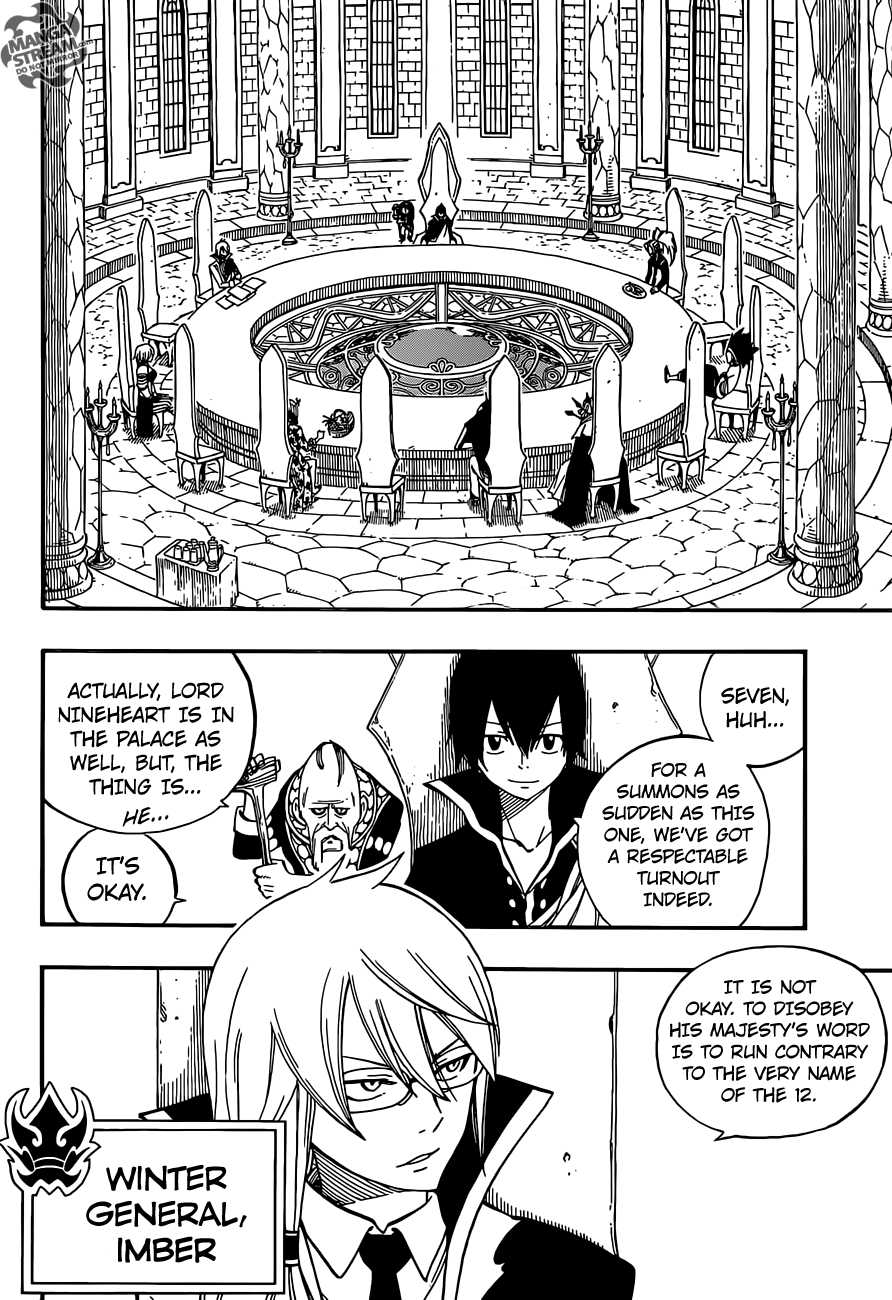 MANGA
STREAM.com
DO NOT MIRROR
SEVEN,
HUH...
FOR A
SUMMONS AS
SUDDEN AS THIS
ONE, WE'VE GOT
A RESPECTABLE
TURNOUT
INDEED.
ACTUALLY, LORD
NINEHEART IS IN
THE PALACE AS
WELL, BUT, THE
THING IS...
HE...
IT'S
OKAY.
IT IS NOT
OKAY. TO DISOBEY
HIS MAJESTY'S WORD
IS TO RUN CONTRARY
TO THE VERY NAME
OF THE 12.
WINTER
GENERAL,
IMBER